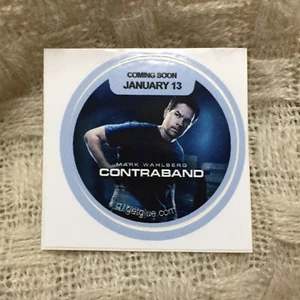 COMING SOON
JANUARY 13
MARK WAHLBERG
CONTRABAND
getglue.com